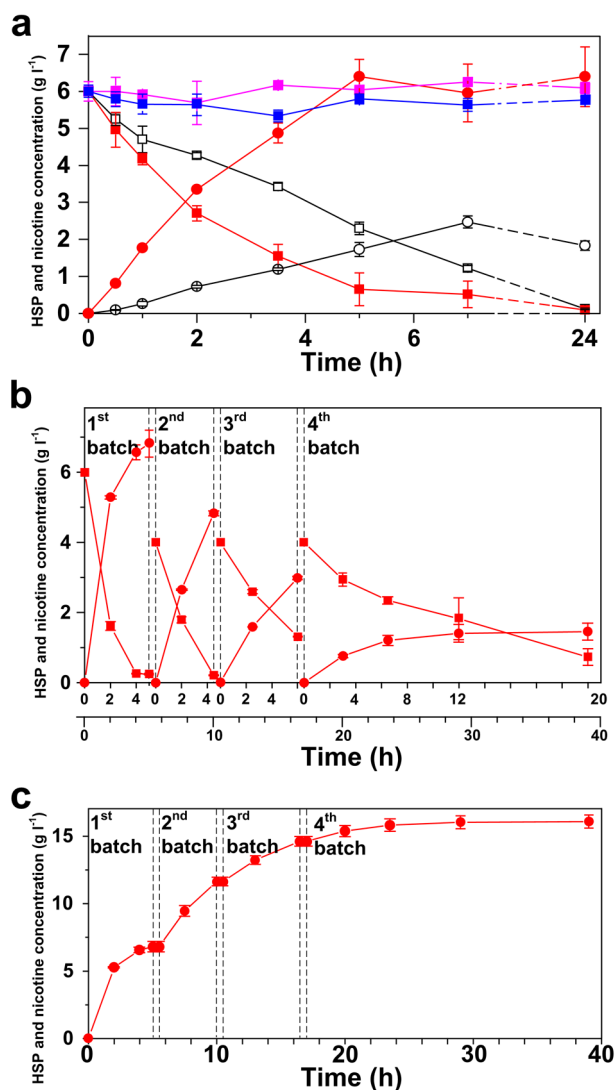 a
HSP and nicotine concentration (g l⁻¹)
7
6
5
4
3
2
1
0
0 2 4 6 24
Time (h)
b
HSP and nicotine concentration (g l⁻¹)
1st batch
2nd batch
3rd batch
4th batch
6
4
2
0
0 2 4 0 2 4 0 2 4 0 4 8 12 20
0 10 20 30 40
Time (h)
c
HSP and nicotine concentration (g l⁻¹)
1st batch
2nd batch
3rd batch
4th batch
15
10
5
0
0 10 20 30 40
Time (h)